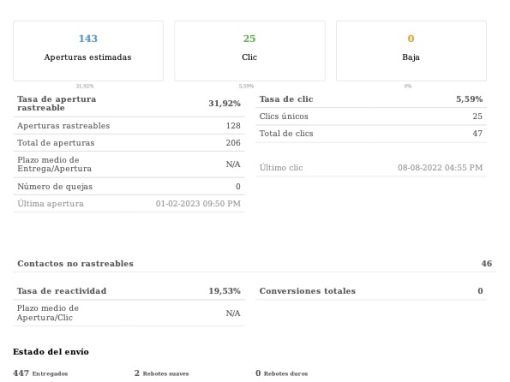 143
Aperturas estimadas
25
Clic
0
Baja
31,92%
5,59%
0%
Tasa de apertura
rastreable
31,92%
Aperturas rastreables 128
Total de aperturas 206
Plazo medio de
Entrega/Apertura
N/A
Número de quejas 0
Última apertura 01-02-2023 09:50 PM
Tasa de clic 5,59%
Clics únicos 25
Total de clics 47
Último clic 08-08-2022 04:55 PM
Contactos no rastreables 46
Tasa de reactividad 19,53%
Plazo medio de
Apertura/Clic
N/A
Conversiones totales 0
Estado del envío
447 Entregados 2 Rebotes suaves 0 Rebotes duros